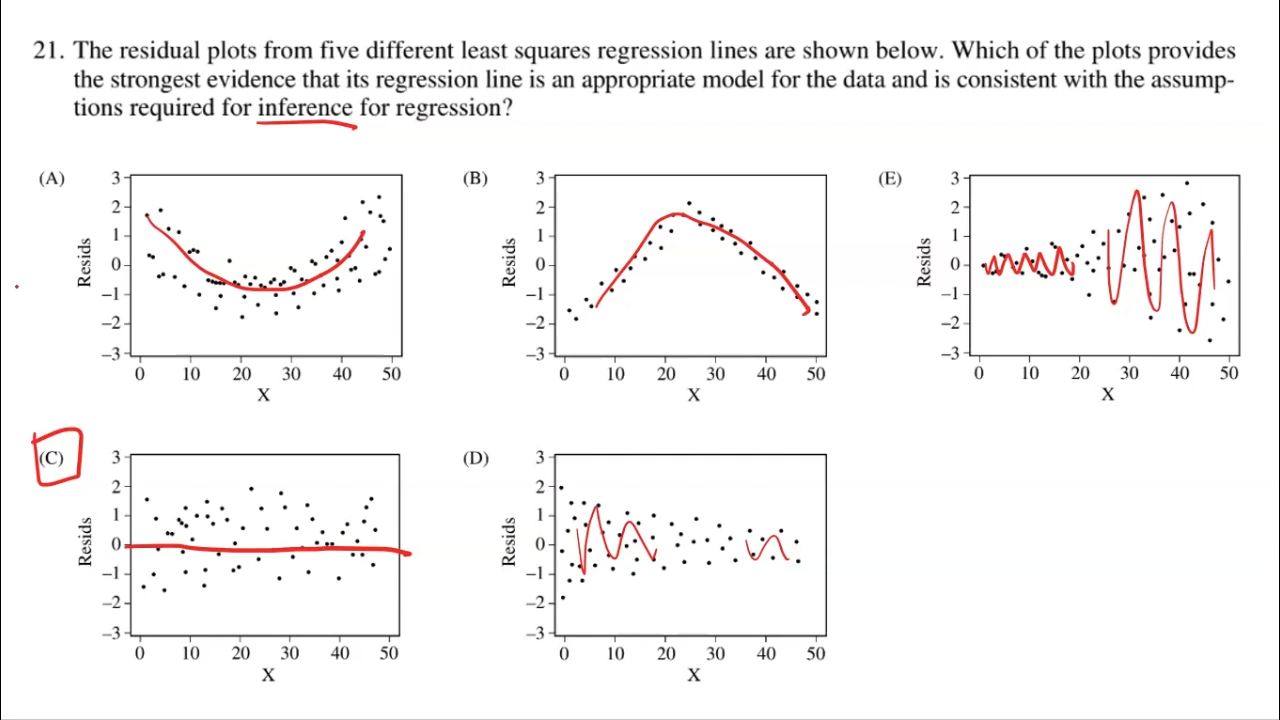 21. The residual plots from five different least squares regression lines are shown below. Which of the plots provides
the strongest evidence that its regression line is an appropriate model for the data and is consistent with the assump-
tions required for inference for regression?
(A)
3
2
1
0
–1
–2
–3
Resids
0 10 20 30 40 50
X
(B)
3
2
1
0
–1
–2
–3
Resids
0 10 20 30 40 50
X
(E)
3
2
1
0
–1
–2
–3
Resids
0 10 20 30 40 50
X
(C)
3
2
1
0
–1
–2
–3
Resids
0 10 20 30 40 50
X
(D)
3
2
1
0
–1
–2
–3
Resids
0 10 20 30 40 50
X